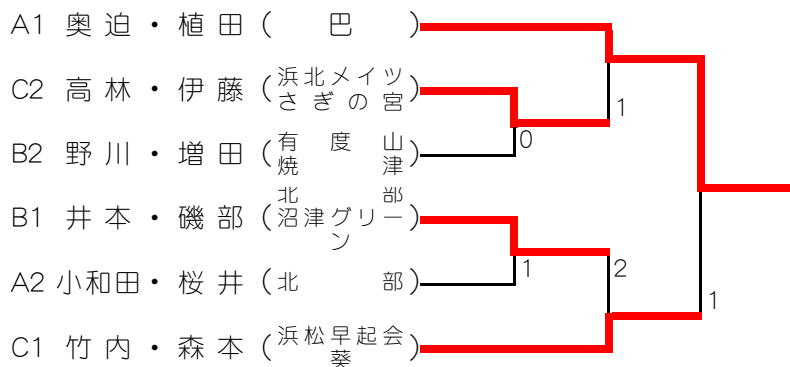 A1 奥迫・植田(巴)
C2 高林・伊藤(浜北メイツ
さぎの宮)
1
0
B2 野川・増田(有度山
焼津)
B1 井本・磯部(北部
沼津グリー
ン)
A2 小和田・桜井(北部)
1
2
1
C1 竹内・森本(浜松早起会
葵)